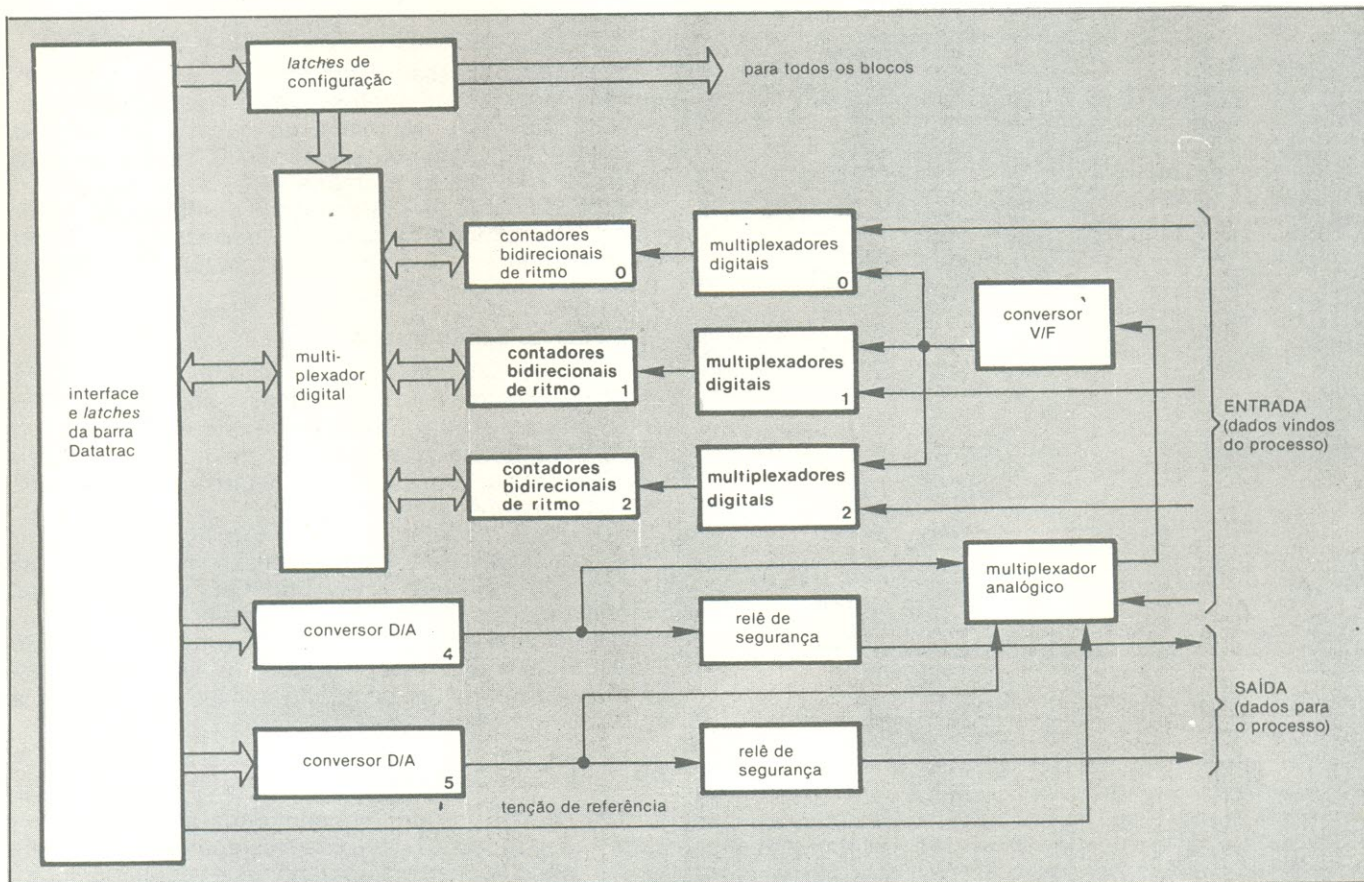 latches de
configuraçãc
para todos os blocos
interface
e latches
da barra
Datatrac
multi-
plexador
digital
contadores
bidirecionais
de ritmo 0
multiplexadores
digitais
0
conversor
V/F
contadores
bidirecionais
de ritmo 1
multiplexadores
digitais
1
contadores
bidirecionais
de ritmo 2
multiplexadores
digitals
2
ENTRADA
(dados vindos
do processo)
multiplexador
analógico
conversor D/A
4
relê de
segurança
SAÍDA
(dados para
o processo)
conversor D/A
5
relê de
segurança
tenção de referência